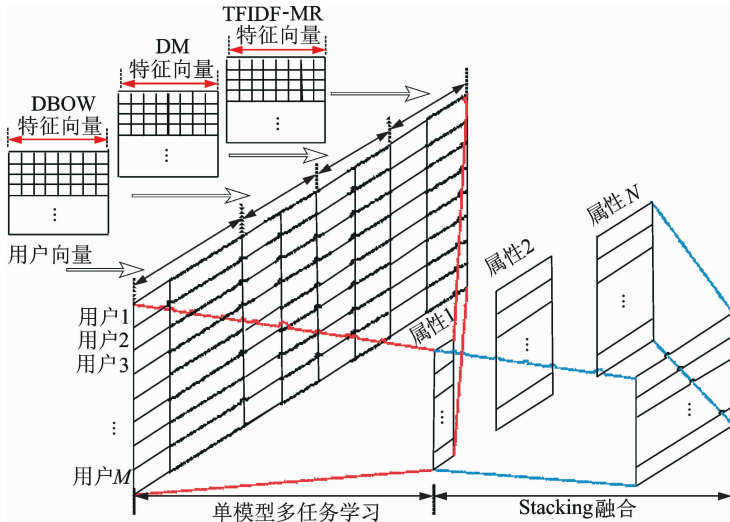 TFIDF-MR
特征向量
DM
特征向量
DBOW
特征向量
用户向量
用户1
用户2
用户3
用户M
属性1
属性2
属性N
单模型多任务学习
Stacking融合